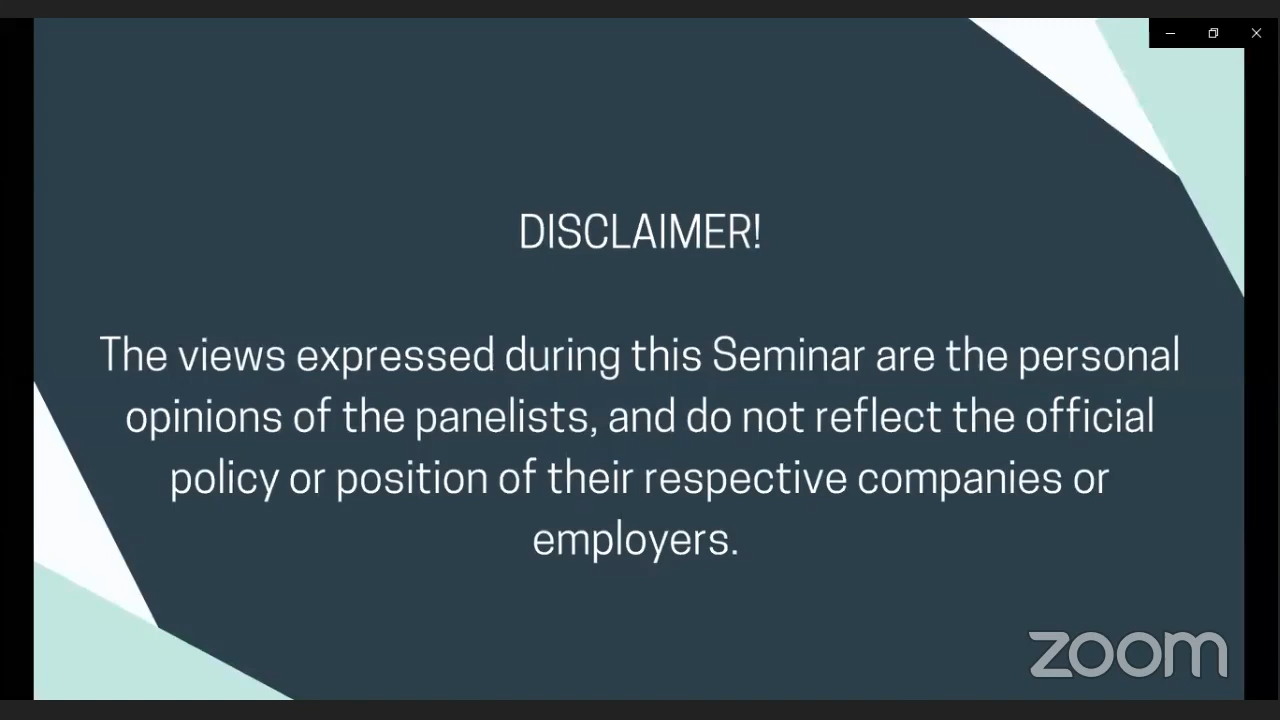 DISCLAIMER!
The views expressed during this Seminar are the personal
opinions of the panelists, and do not reflect the official
policy or position of their respective companies or
employers.
zoom